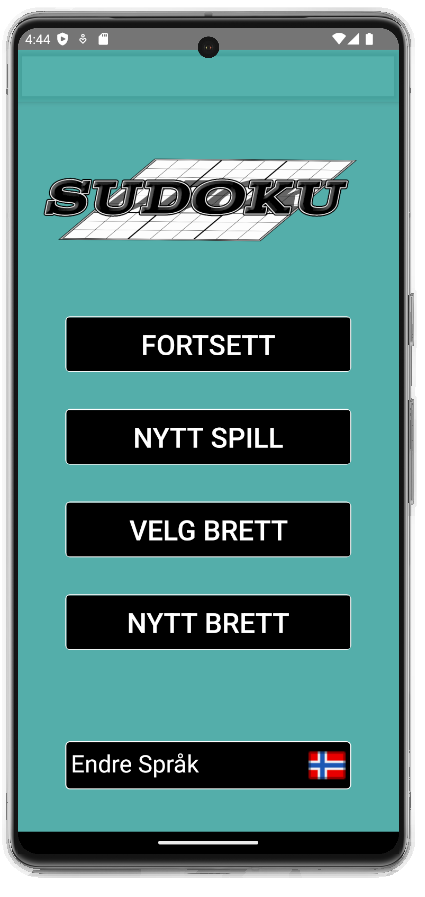 4:44
SUDOKU
FORTSETT
NYTT SPILL
VELG BRETT
NYTT BRETT
Endre Språk